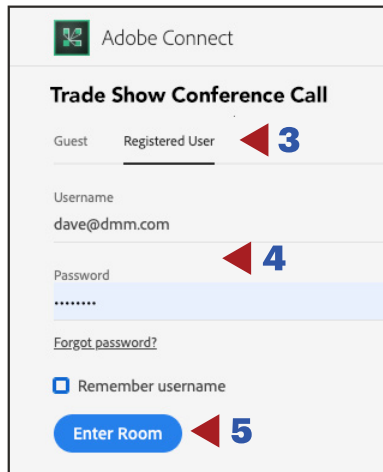 Adobe Connect
Trade Show Conference Call
Guest Registered User 3
Username
dave@dmm.com
4
Password
........
Forgot password?
Remember username
Enter Room 5